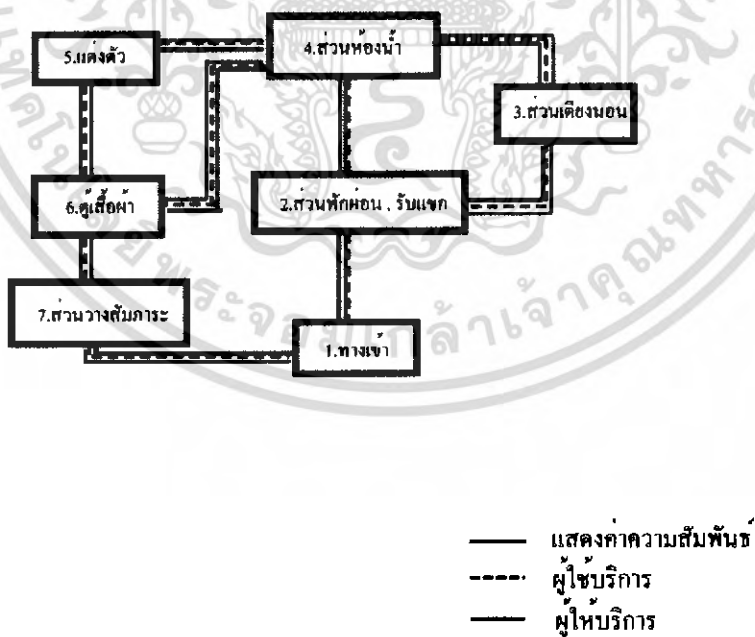 4.ส่วนห้องน้ำ
5.แต่งตัว
3.ส่วนเตียงนอน
6.ตู้เสื้อผ้า
2.ส่วนพักผ่อน , รับแขก
7.ส่วนวางสัมภาระ
1.ทางเข้า
แสดงค่าความสัมพันธ์
ผู้ใช้บริการ
ผู้ให้บริการ